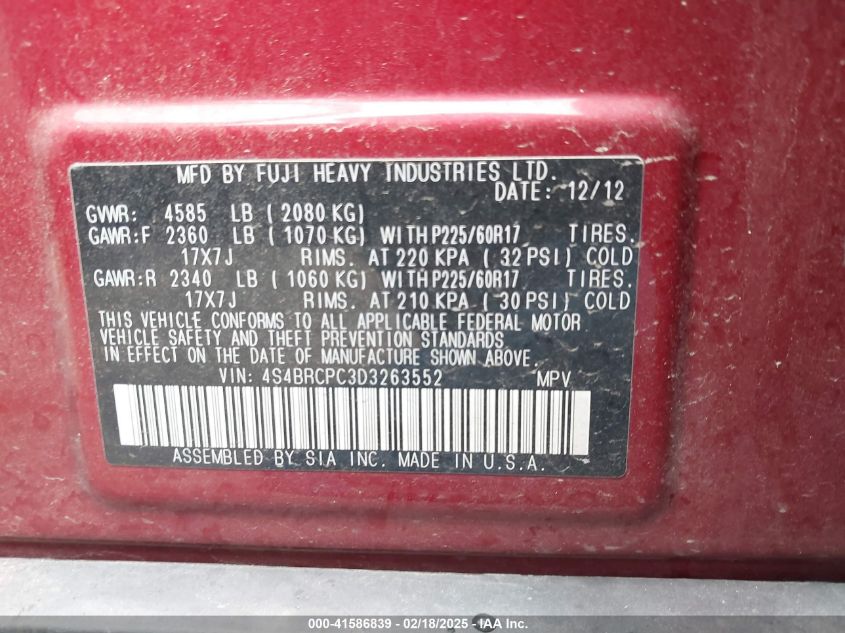 MFD BY FUJI HEAVY INDUSTRIES LTD.
DATE: 12/12
GVWR: 4585 LB ( 2080 KG)
GAWR:F 2360 LB ( 1070 KG) WITH P225/60R17 TIRES.
17X7J RIMS. AT 220 KPA ( 32 PSI) COLD
GAWR:R 2340 LB ( 1060 KG) WITH P225/60R17 TIRES.
17X7J RIMS. AT 210 KPA ( 30 PSI) COLD
THIS VEHICLE CONFORMS TO ALL APPLICABLE FEDERAL MOTOR
VEHICLE SAFETY AND THEFT PREVENTION STANDARDS
IN EFFECT ON THE DATE OF MANUFACTURE SHOWN ABOVE.
VIN: 4S4BRCPC3D3263552 MPV
ASSEMBLED BY SIA INC. MADE IN U.S.A.
000-41586839 - 02/18/2025 - IAA Inc.